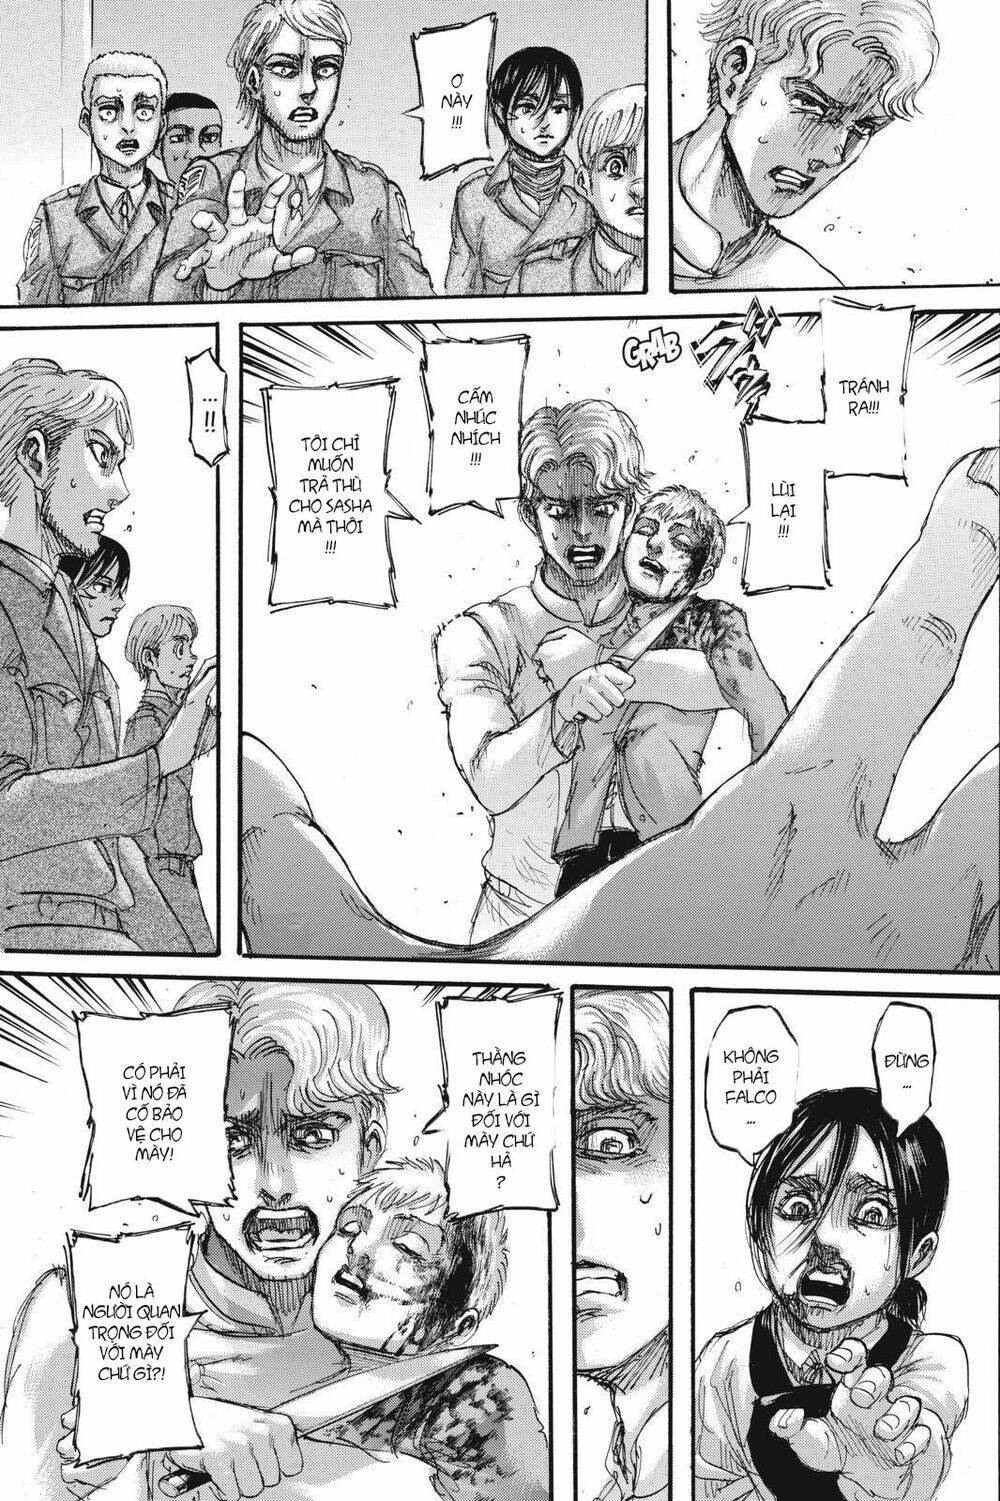 Ơ
NÀY
!!!
GRAB
TRÁNH
RA!!!
LÙI
LẠI
!!!
CẤM
NHÚC
NHÍCH
!!!
TÔI CHỈ
MUỐN
TRẢ THÙ
CHO SASHA
MÀ THÔI
!!!
...
!!
ĐỪNG
...
KHÔNG
PHẢI
FALCO
...
THẰNG
NHÓC
NÀY LÀ GÌ
ĐỐI VỚI
MÀY CHỨ
HẢ
?
CÓ PHẢI
VÌ NÓ ĐÃ
CỐ BẢO
VỆ CHO
MÀY!
NÓ LÀ
NGƯỜI QUAN
TRỌNG ĐỐI
VỚI MÀY
CHỨ GÌ?!